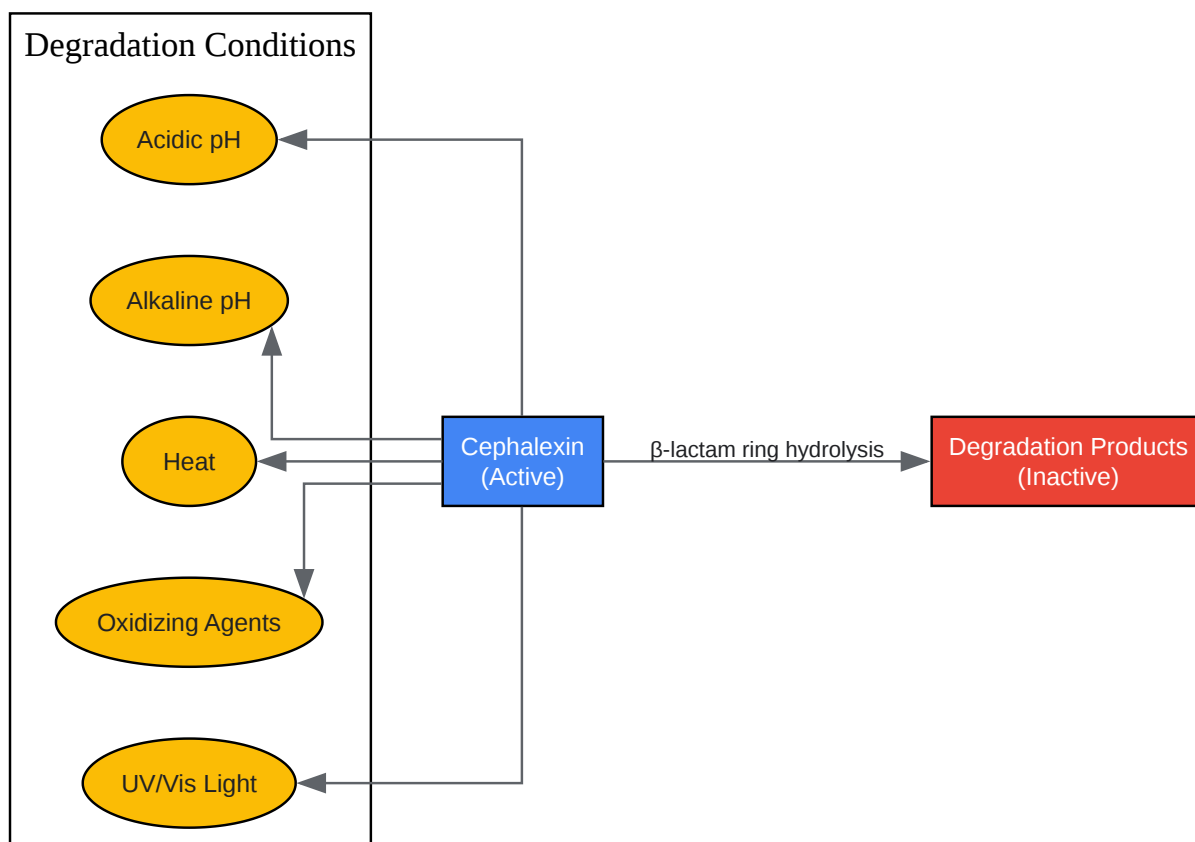 Degradation Conditions
Acidic pH
Alkaline pH
Heat
Oxidizing Agents
UV/Vis Light
Cephalexin
(Active)
β-lactam ring hydrolysis
Degradation Products
(Inactive)